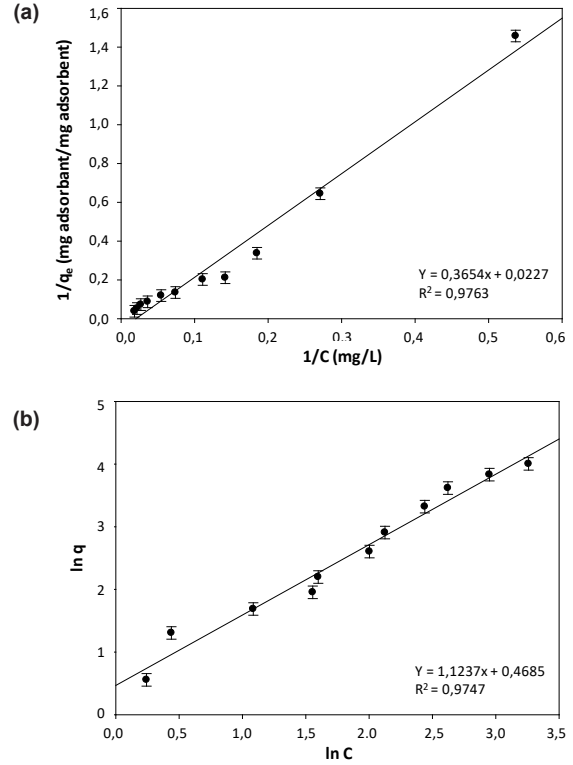 (a)
1,6
1,4
1,2
1,0
0,8
0,6
0,4
0,2
0,0
1/qe (mg adsorbant/mg adsorbent)
Y = 0,3654x + 0,0227
R² = 0,9763
0,0 0,1 0,2 0,3 0,4 0,5 0,6
1/C (mg/L)
(b)
5
4
3
2
1
0
ln q
Y = 1,1237x + 0,4685
R² = 0,9747
0,0 0,5 1,0 1,5 2,0 2,5 3,0 3,5
ln C